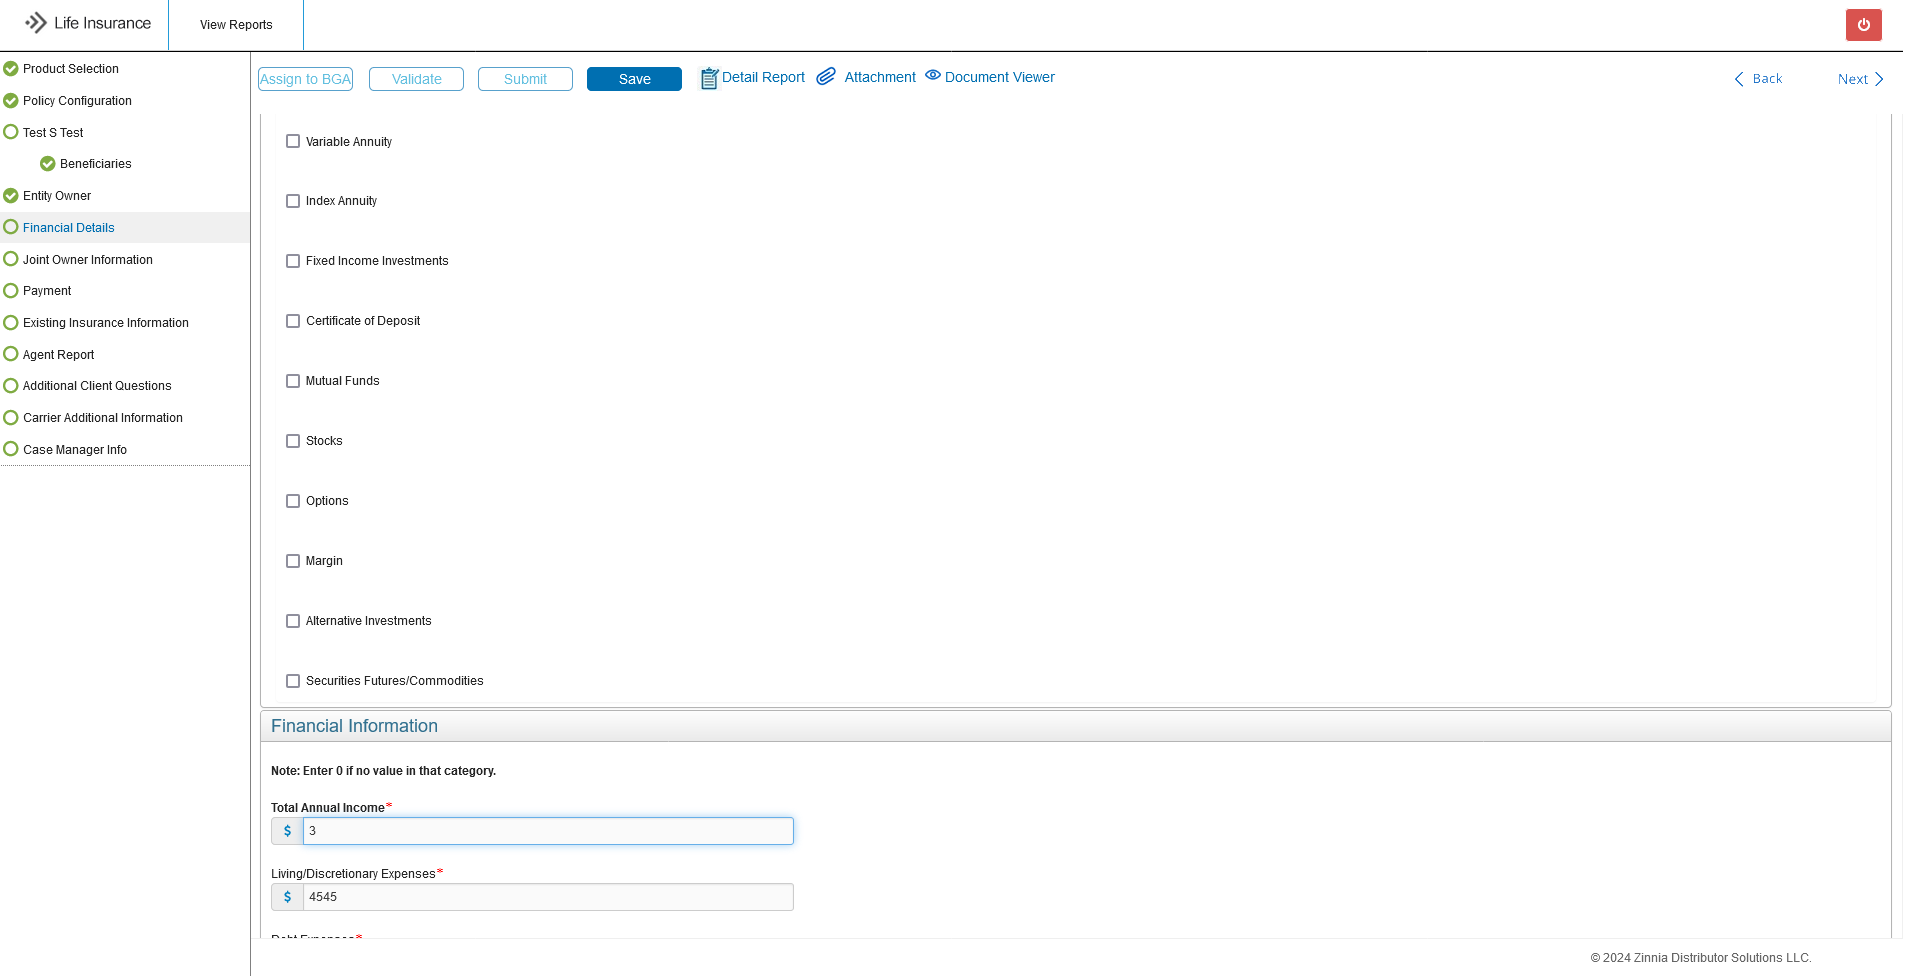 Life Insurance
View Reports
Product Selection
Policy Configuration
Test S Test
Beneficiaries
Entity Owner
Financial Details
Joint Owner Information
Payment
Existing Insurance Information
Agent Report
Additional Client Questions
Carrier Additional Information
Case Manager Info
Assign to BGA Validate Submit Save Detail Report Attachment Document Viewer Back Next
Variable Annuity
Index Annuity
Fixed Income Investments
Certificate of Deposit
Mutual Funds
Stocks
Options
Margin
Alternative Investments
Securities Futures/Commodities
Financial Information
Note: Enter 0 if no value in that category.
Total Annual Income*
$ 3
Living/Discretionary Expenses*
$ 4545
Debt Expenses*
© 2024 Zinnia Distributor Solutions LLC.